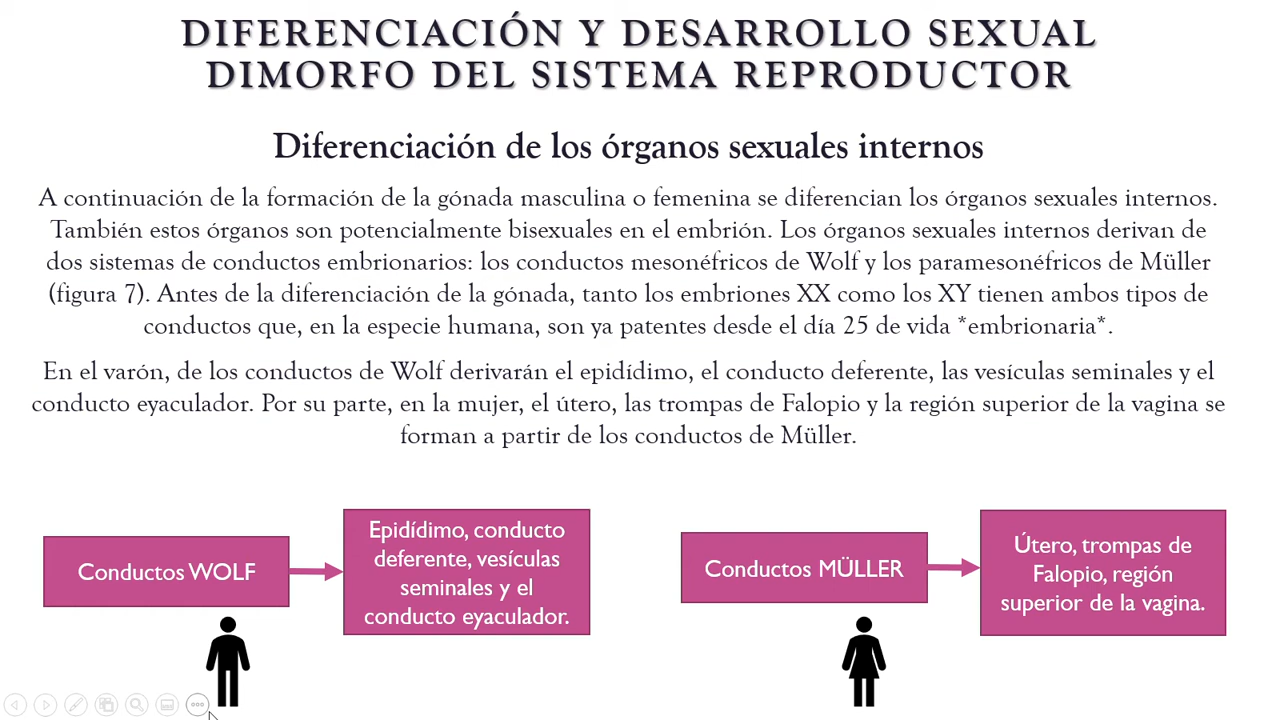 DIFERENCIACIÓN Y DESARROLLO SEXUAL
DIMORFO DEL SISTEMA REPRODUCTOR
Diferenciación de los órganos sexuales internos
A continuación de la formación de la gónada masculina o femenina se diferencian los órganos sexuales internos.
También estos órganos son potencialmente bisexuales en el embrión. Los órganos sexuales internos derivan de
dos sistemas de conductos embrionarios: los conductos mesonéfricos de Wolf y los paramesonéfricos de Müller
(figura 7). Antes de la diferenciación de la gónada, tanto los embriones XX como los XY tienen ambos tipos de
conductos que, en la especie humana, son ya patentes desde el día 25 de vida *embrionaria*.
En el varón, de los conductos de Wolf derivarán el epidídimo, el conducto deferente, las vesículas seminales y el
conducto eyaculador. Por su parte, en la mujer, el útero, las trompas de Falopio y la región superior de la vagina se
forman a partir de los conductos de Müller.
Conductos WOLF
Epidídimo, conducto
deferente, vesículas
seminales y el
conducto eyaculador.
Conductos MÜLLER
Útero, trompas de
Falopio, región
superior de la vagina.